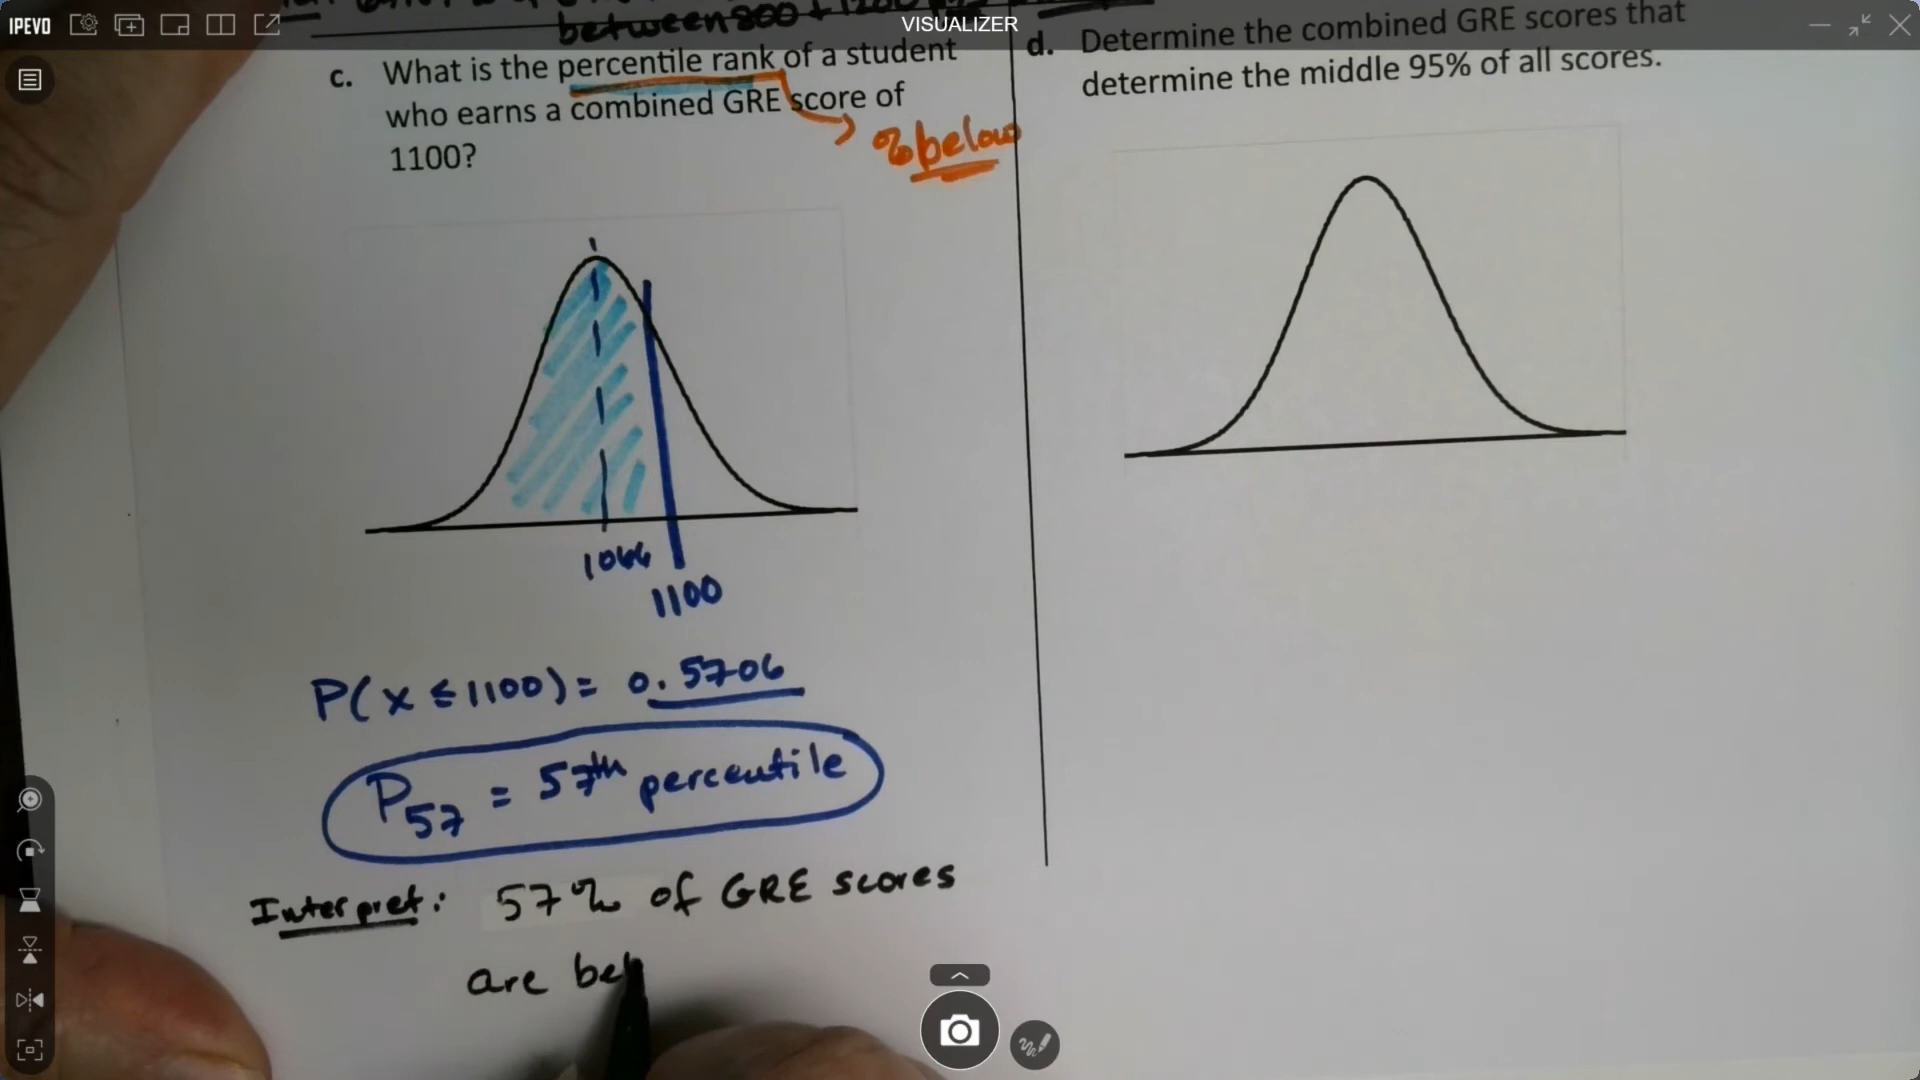 IPEVO
VISUALIZER
between 800 + 1200
c. What is the percentile rank of a student
who earns a combined GRE score of
1100?
% below
1066
1100
P(x ≤ 1100) = 0.5706
P57 = 57th percentile
Interpret: 57% of GRE scores
are bel
d. Determine the combined GRE scores that
determine the middle 95% of all scores.